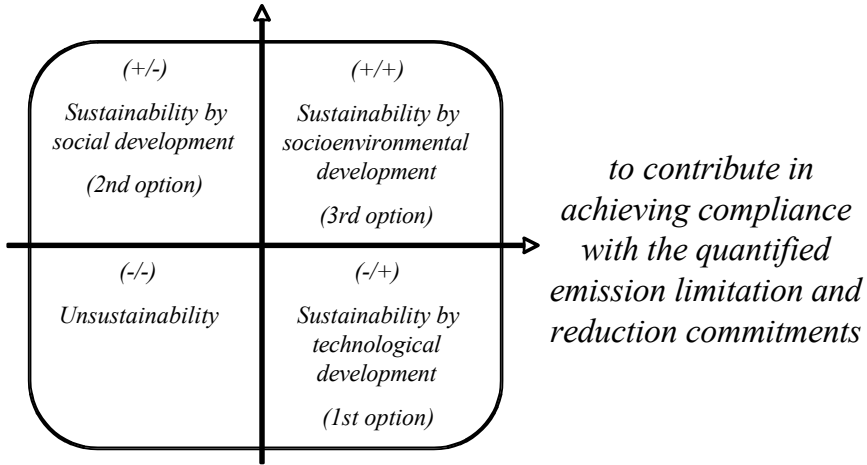 (+/-)
Sustainability by
social development
(2nd option)
(+/+)
Sustainability by
socioenvironmental
development
(3rd option)
(-/-)
Unsustainability
(-/+)
Sustainability by
technological
development
(1st option)
to contribute in
achieving compliance
with the quantified
emission limitation and
reduction commitments